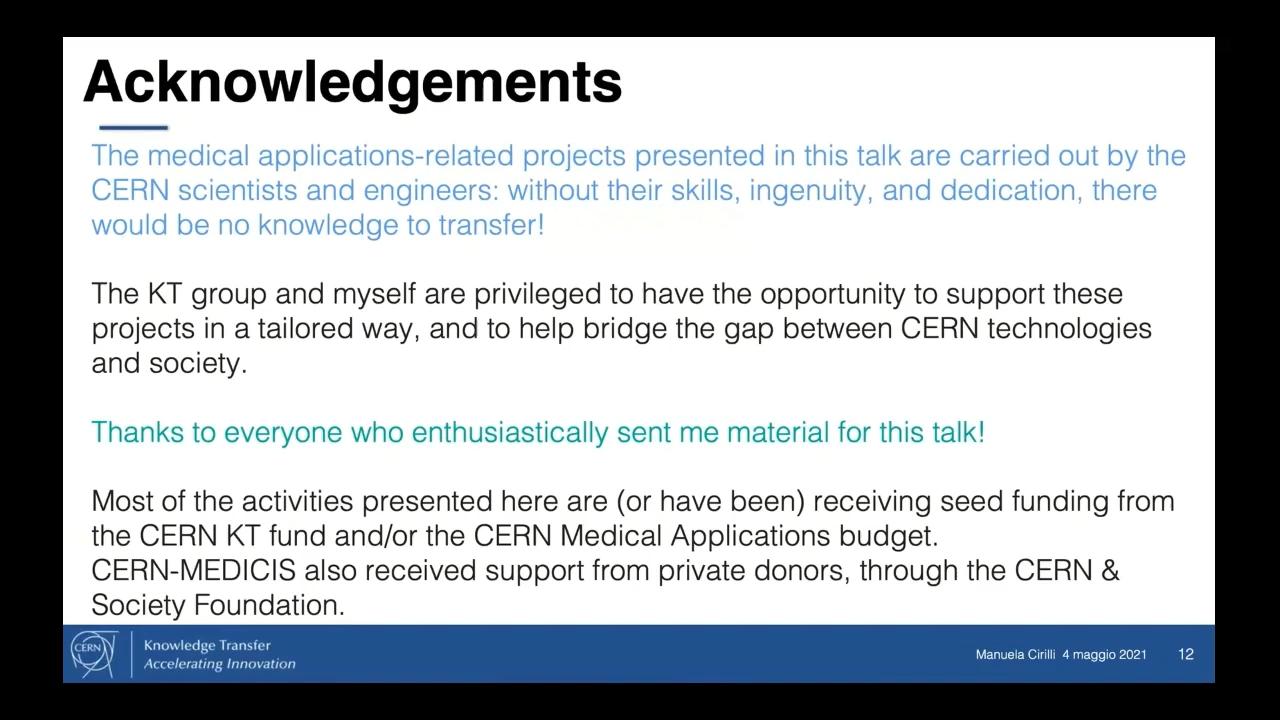 Acknowledgements
The medical applications-related projects presented in this talk are carried out by the
CERN scientists and engineers: without their skills, ingenuity, and dedication, there
would be no knowledge to transfer!
The KT group and myself are privileged to have the opportunity to support these
projects in a tailored way, and to help bridge the gap between CERN technologies
and society.
Thanks to everyone who enthusiastically sent me material for this talk!
Most of the activities presented here are (or have been) receiving seed funding from
the CERN KT fund and/or the CERN Medical Applications budget.
CERN-MEDICIS also received support from private donors, through the CERN &
Society Foundation.
CERN
Knowledge Transfer
Accelerating Innovation
Manuela Cirilli 4 maggio 2021
12